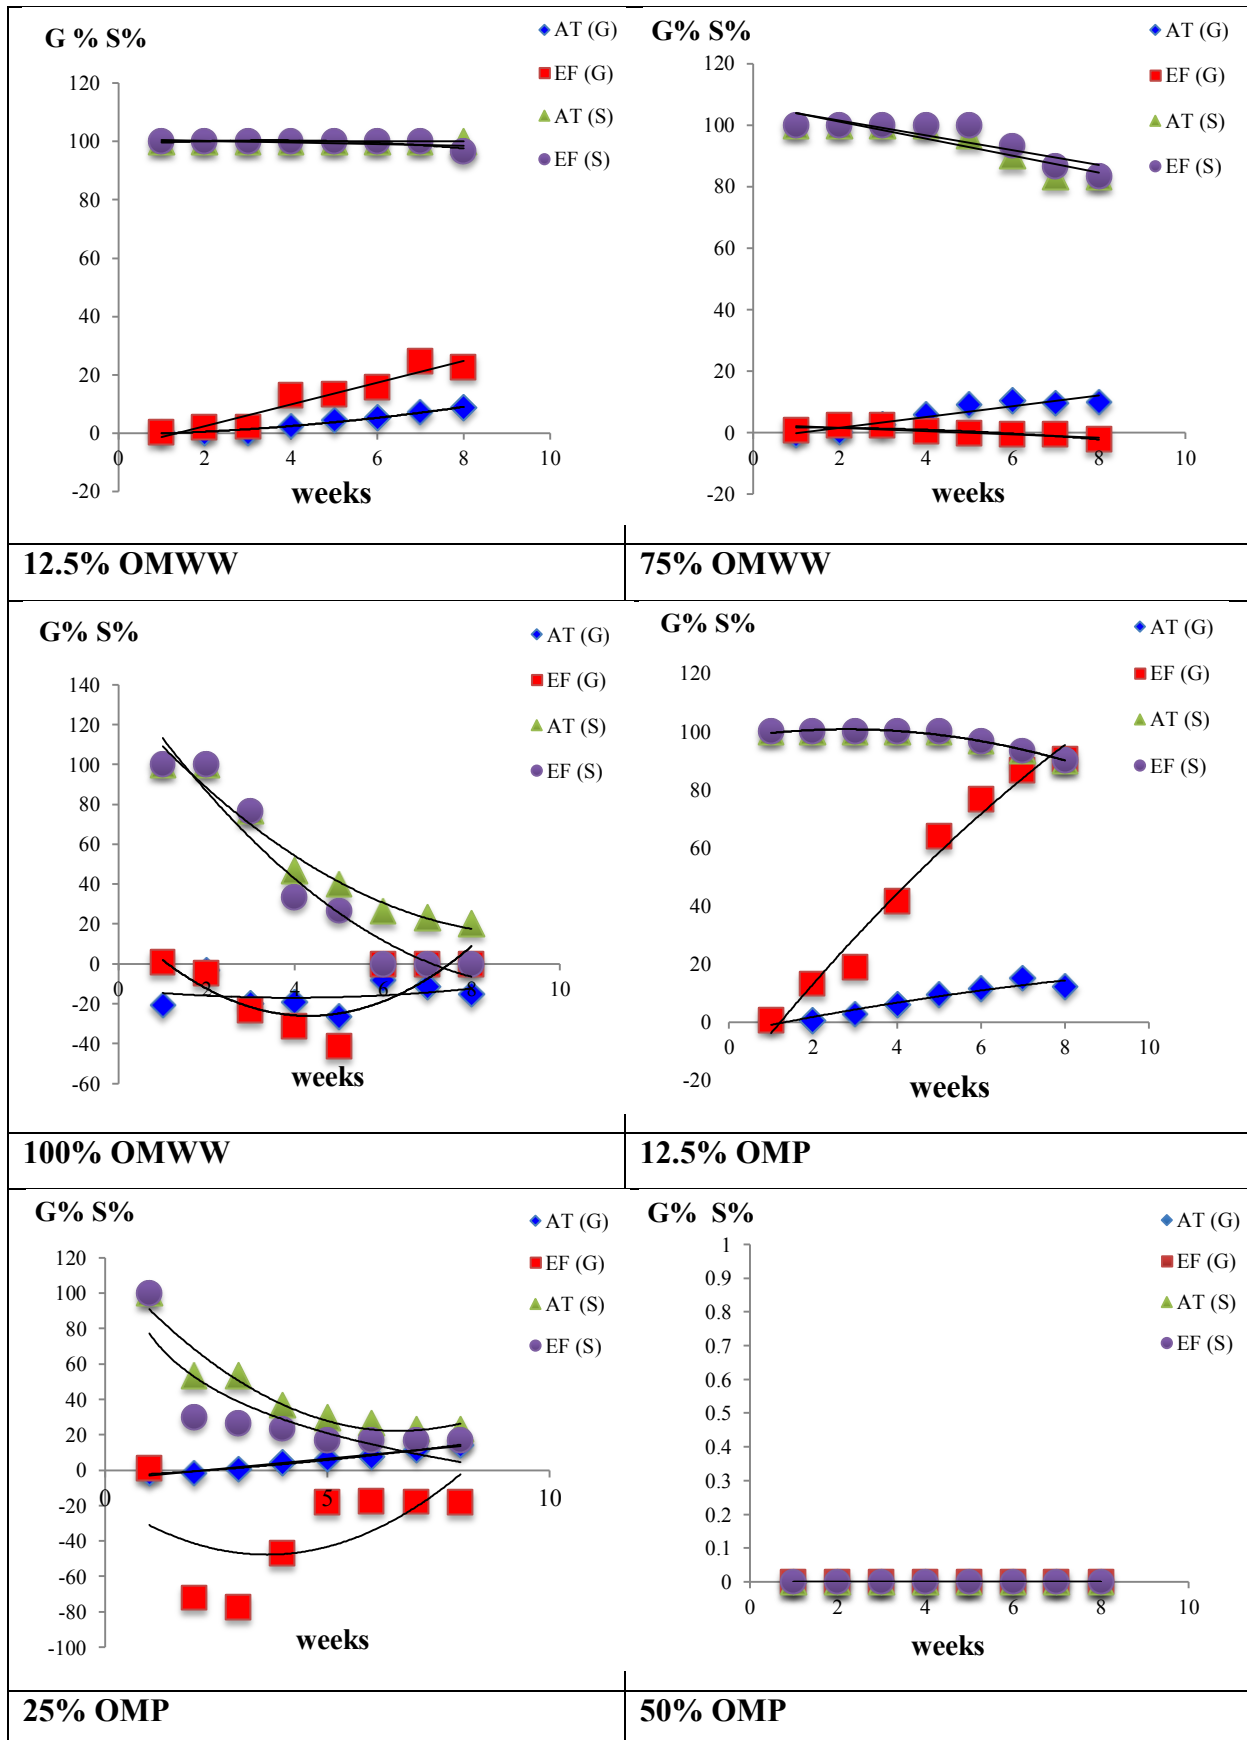 G % S%
AT (G)
EF (G)
AT (S)
EF (S)
120
100
80
60
40
20
0
-20
0
2
4
6
8
10
weeks
12.5% OMWW
G% S%
AT (G)
EF (G)
AT (S)
EF (S)
120
100
80
60
40
20
0
-20
0
2
4
6
8
10
weeks
75% OMWW
G% S%
AT (G)
EF (G)
AT (S)
EF (S)
140
120
100
80
60
40
20
0
-20
-40
-60
0
2
4
6
8
10
weeks
100% OMWW
G% S%
AT (G)
EF (G)
AT (S)
EF (S)
120
100
80
60
40
20
0
-20
0
2
4
6
8
10
weeks
12.5% OMP
G% S%
AT (G)
EF (G)
AT (S)
EF (S)
120
100
80
60
40
20
0
-20
-40
-60
-80
-100
0
5
10
weeks
25% OMP
G% S%
AT (G)
EF (G)
AT (S)
EF (S)
1
0.9
0.8
0.7
0.6
0.5
0.4
0.3
0.2
0.1
0
0
2
4
6
8
10
weeks
50% OMP